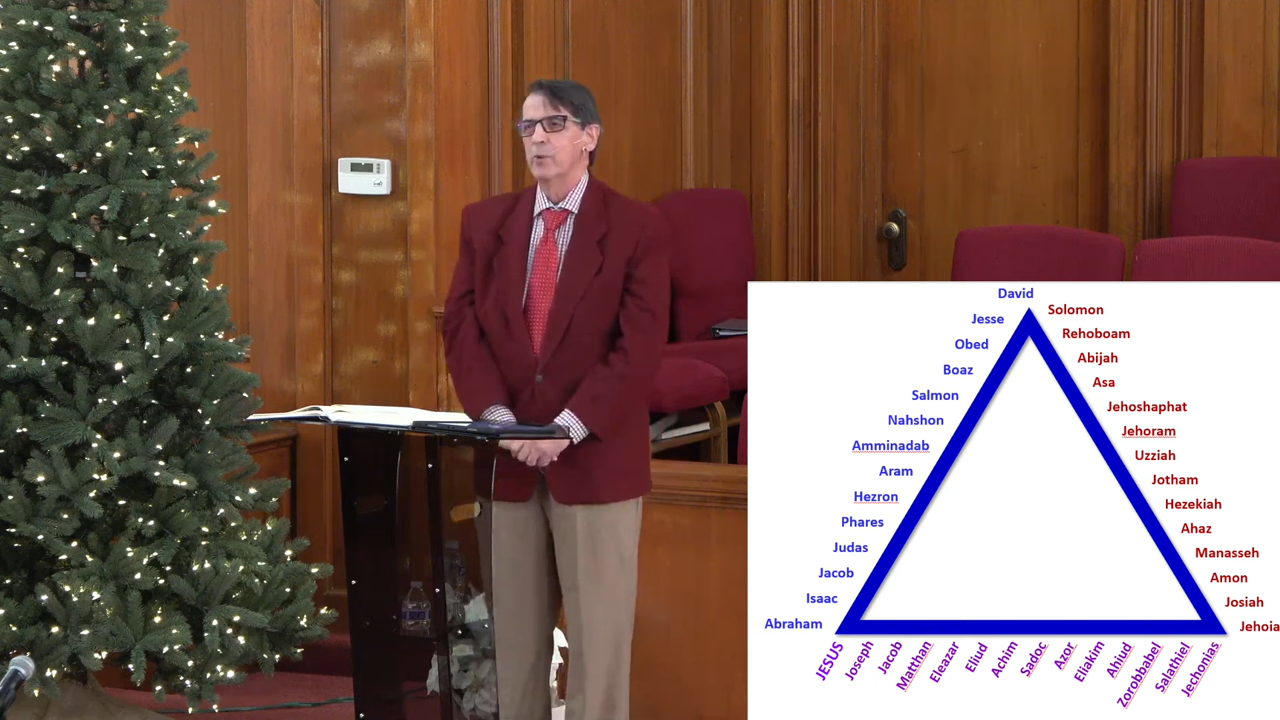 David
Jesse
Obed
Boaz
Salmon
Nahshon
Amminadab
Aram
Hezron
Phares
Judas
Jacob
Isaac
Abraham
Solomon
Rehoboam
Abijah
Asa
Jehoshaphat
Jehoram
Uzziah
Jotham
Hezekiah
Ahaz
Manasseh
Amon
Josiah
Jehoia
JESUS
Joseph
Jacob
Matthan
Eleazar
Eliud
Achim
Sadoc
Azor
Eliakim
Ahiud
Zorobbabel
Salathiel
Jechonias